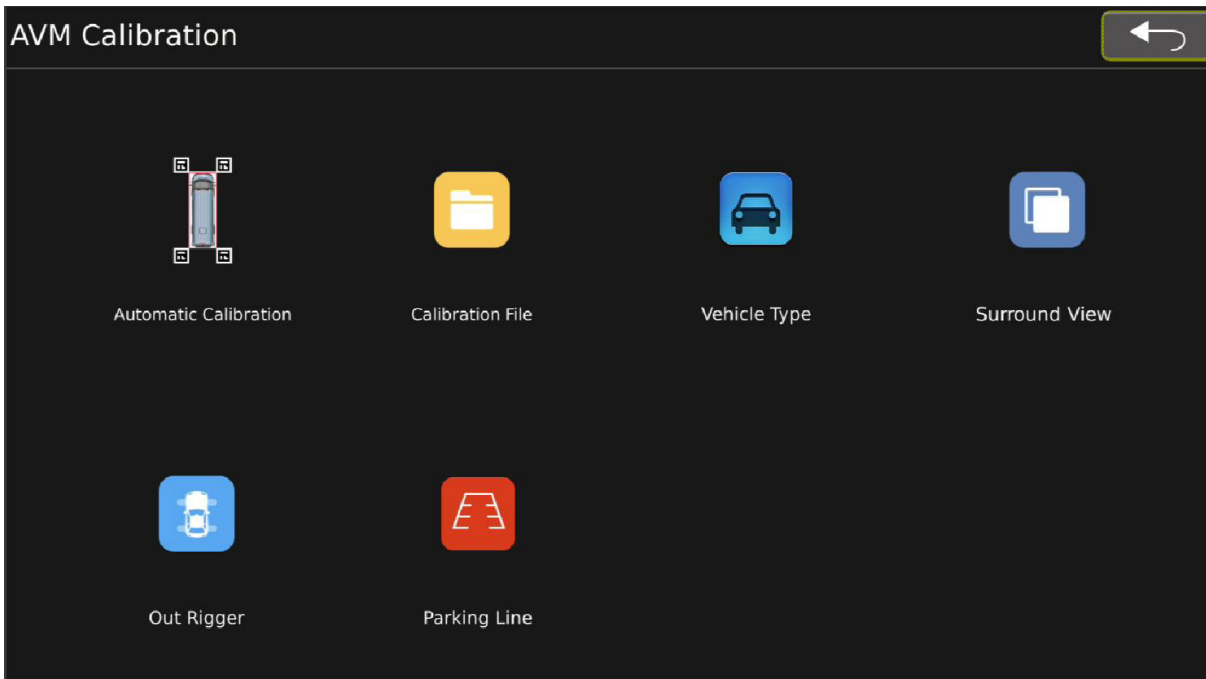 AVM Calibration
Automatic Calibration
Calibration File
Vehicle Type
Surround View
Out Rigger
Parking Line